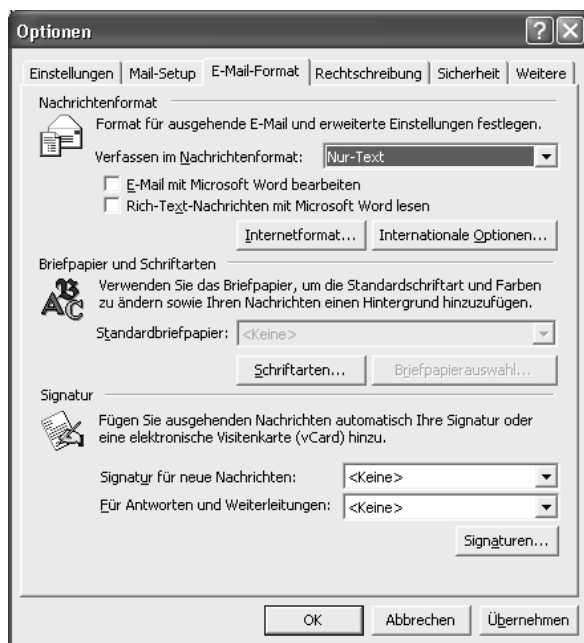 Optionen
Einstellungen Mail-Setup E-Mail-Format Rechtschreibung Sicherheit Weitere
Nachrichtenformat
Format für ausgehende E-Mail und erweiterte Einstellungen festlegen.
Verfassen im Nachrichtenformat: Nur-Text
E-Mail mit Microsoft Word bearbeiten
Rich-Text-Nachrichten mit Microsoft Word lesen
Internetformat... Internationale Optionen...
Briefpapier und Schriftarten
Verwenden Sie das Briefpapier, um die Standardschriftart und Farben
zu ändern sowie Ihren Nachrichten einen Hintergrund hinzuzufügen.
Standardbriefpapier: <Keine>
Schriftarten... Briefpapierauswahl...
Signatur
Fügen Sie ausgehenden Nachrichten automatisch Ihre Signatur oder
eine elektronische Visitenkarte (vCard) hinzu.
Signatur für neue Nachrichten: <Keine>
Für Antworten und Weiterleitungen: <Keine>
Signaturen...
OK Abbrechen Übernehmen